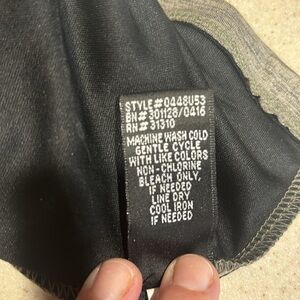 STYLE#0448U53
BN#301128/0416
RN# 31310
MACHINE WASH COLD
GENTLE CYCLE
WITH LIKE COLORS
NON-CHLORINE
BLEACH ONLY,
IF NEEDED
LINE DRY
COOL IRON
IF NEEDED